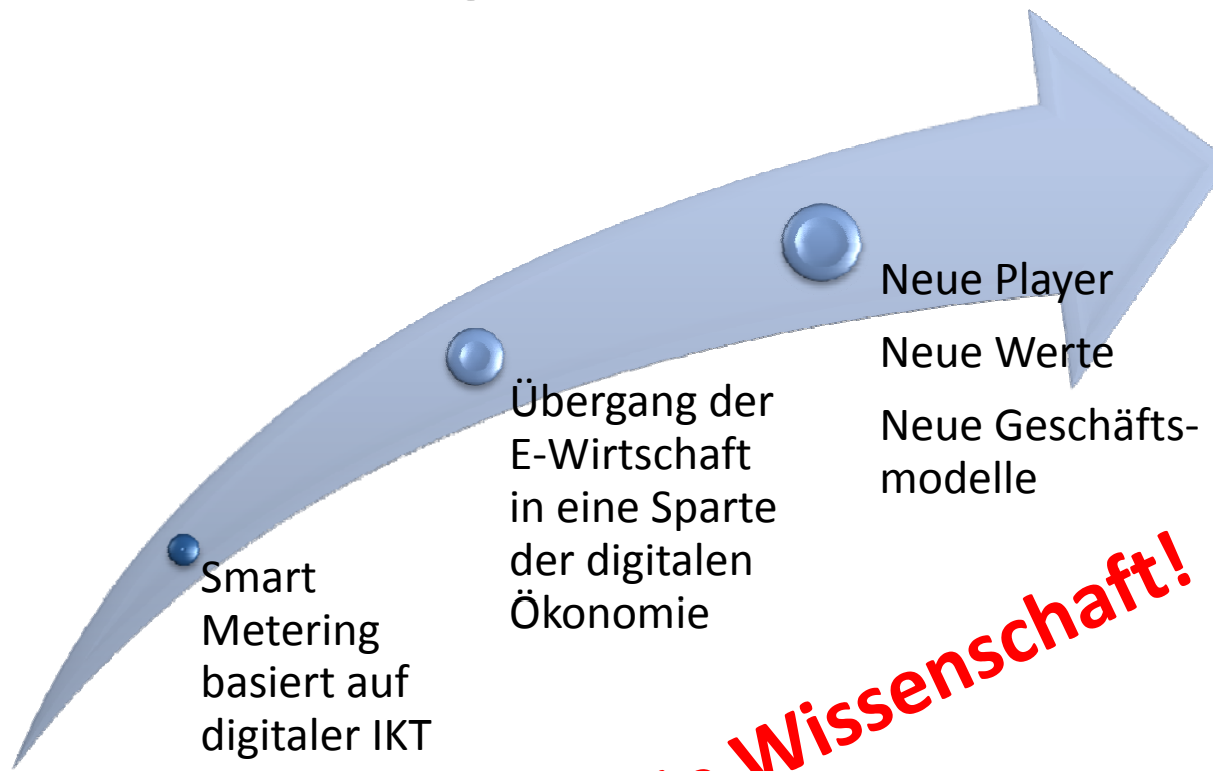 Smart
Metering
basiert auf
digitaler IKT
Übergang der
E-Wirtschaft
in eine Sparte
der digitalen
Ökonomie
Neue Player
Neue Werte
Neue Geschäfts-
modelle
Wissenschaft!